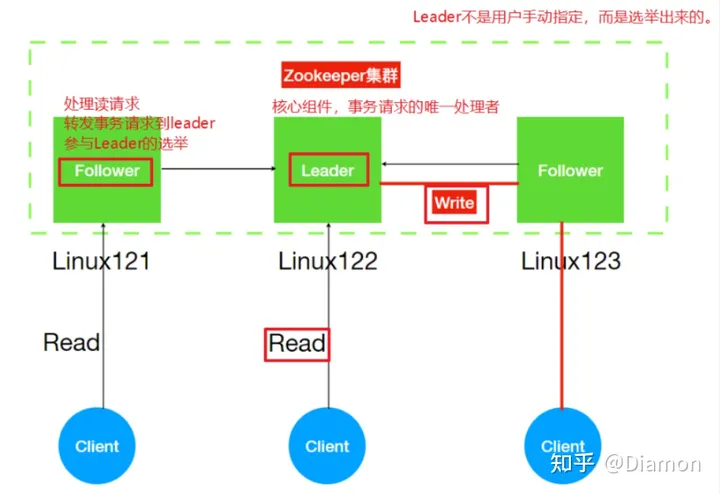 Leader不是用户手动指定，而是选举出来的。
Zookeeper集群
处理读请求
转发事务请求到leader
参与Leader的选举
核心组件，事务请求的唯一处理者
Follower
Leader
Follower
Write
Linux121
Linux122
Linux123
Read
Read
Client
Client
Client
知乎 @Diamon